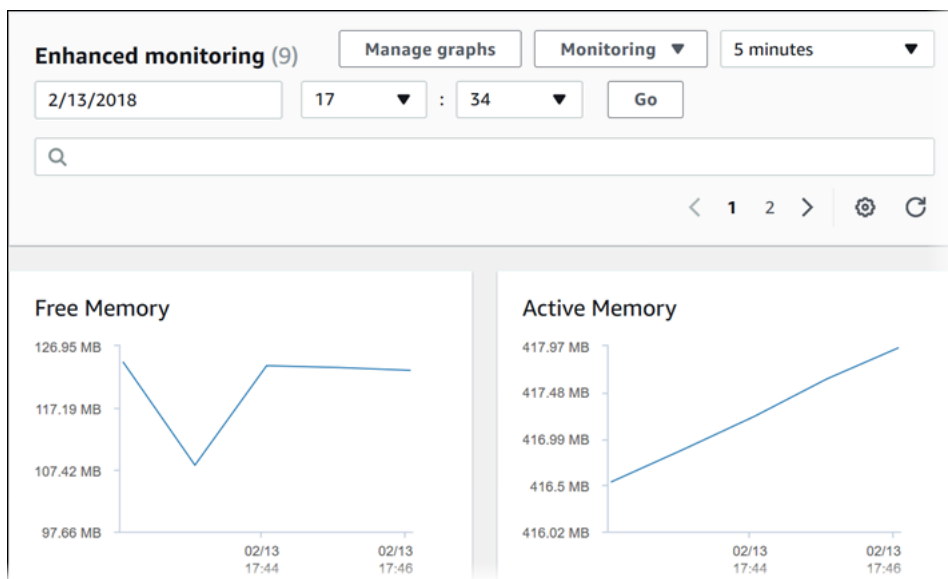 Enhanced monitoring (9) Manage graphs Monitoring ▼ 5 minutes ▼
2/13/2018 17 ▼ : 34 ▼ Go
< 1 2 >
Free Memory
126.95 MB
117.19 MB
107.42 MB
97.66 MB
02/13 02/13
17:44 17:46
Active Memory
417.97 MB
417.48 MB
416.99 MB
416.5 MB
416.02 MB
02/13 02/13
17:44 17:46